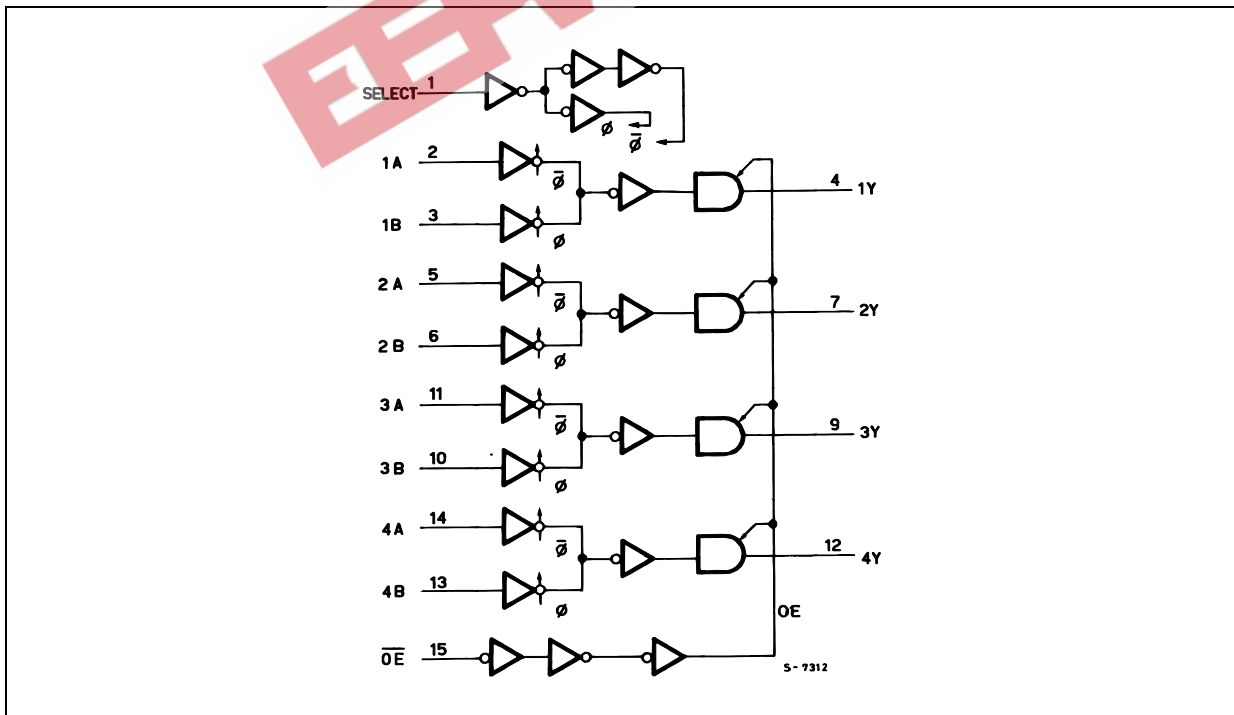 SELECT 1
ø
ø̅
1A 2
ø̅
4 1Y
1B 3
ø
2A 5
ø̅
7 2Y
2B 6
ø
3A 11
ø̅
9 3Y
3B 10
ø
4A 14
ø̅
12 4Y
4B 13
ø
OE
O̅E̅ 15
S-7312